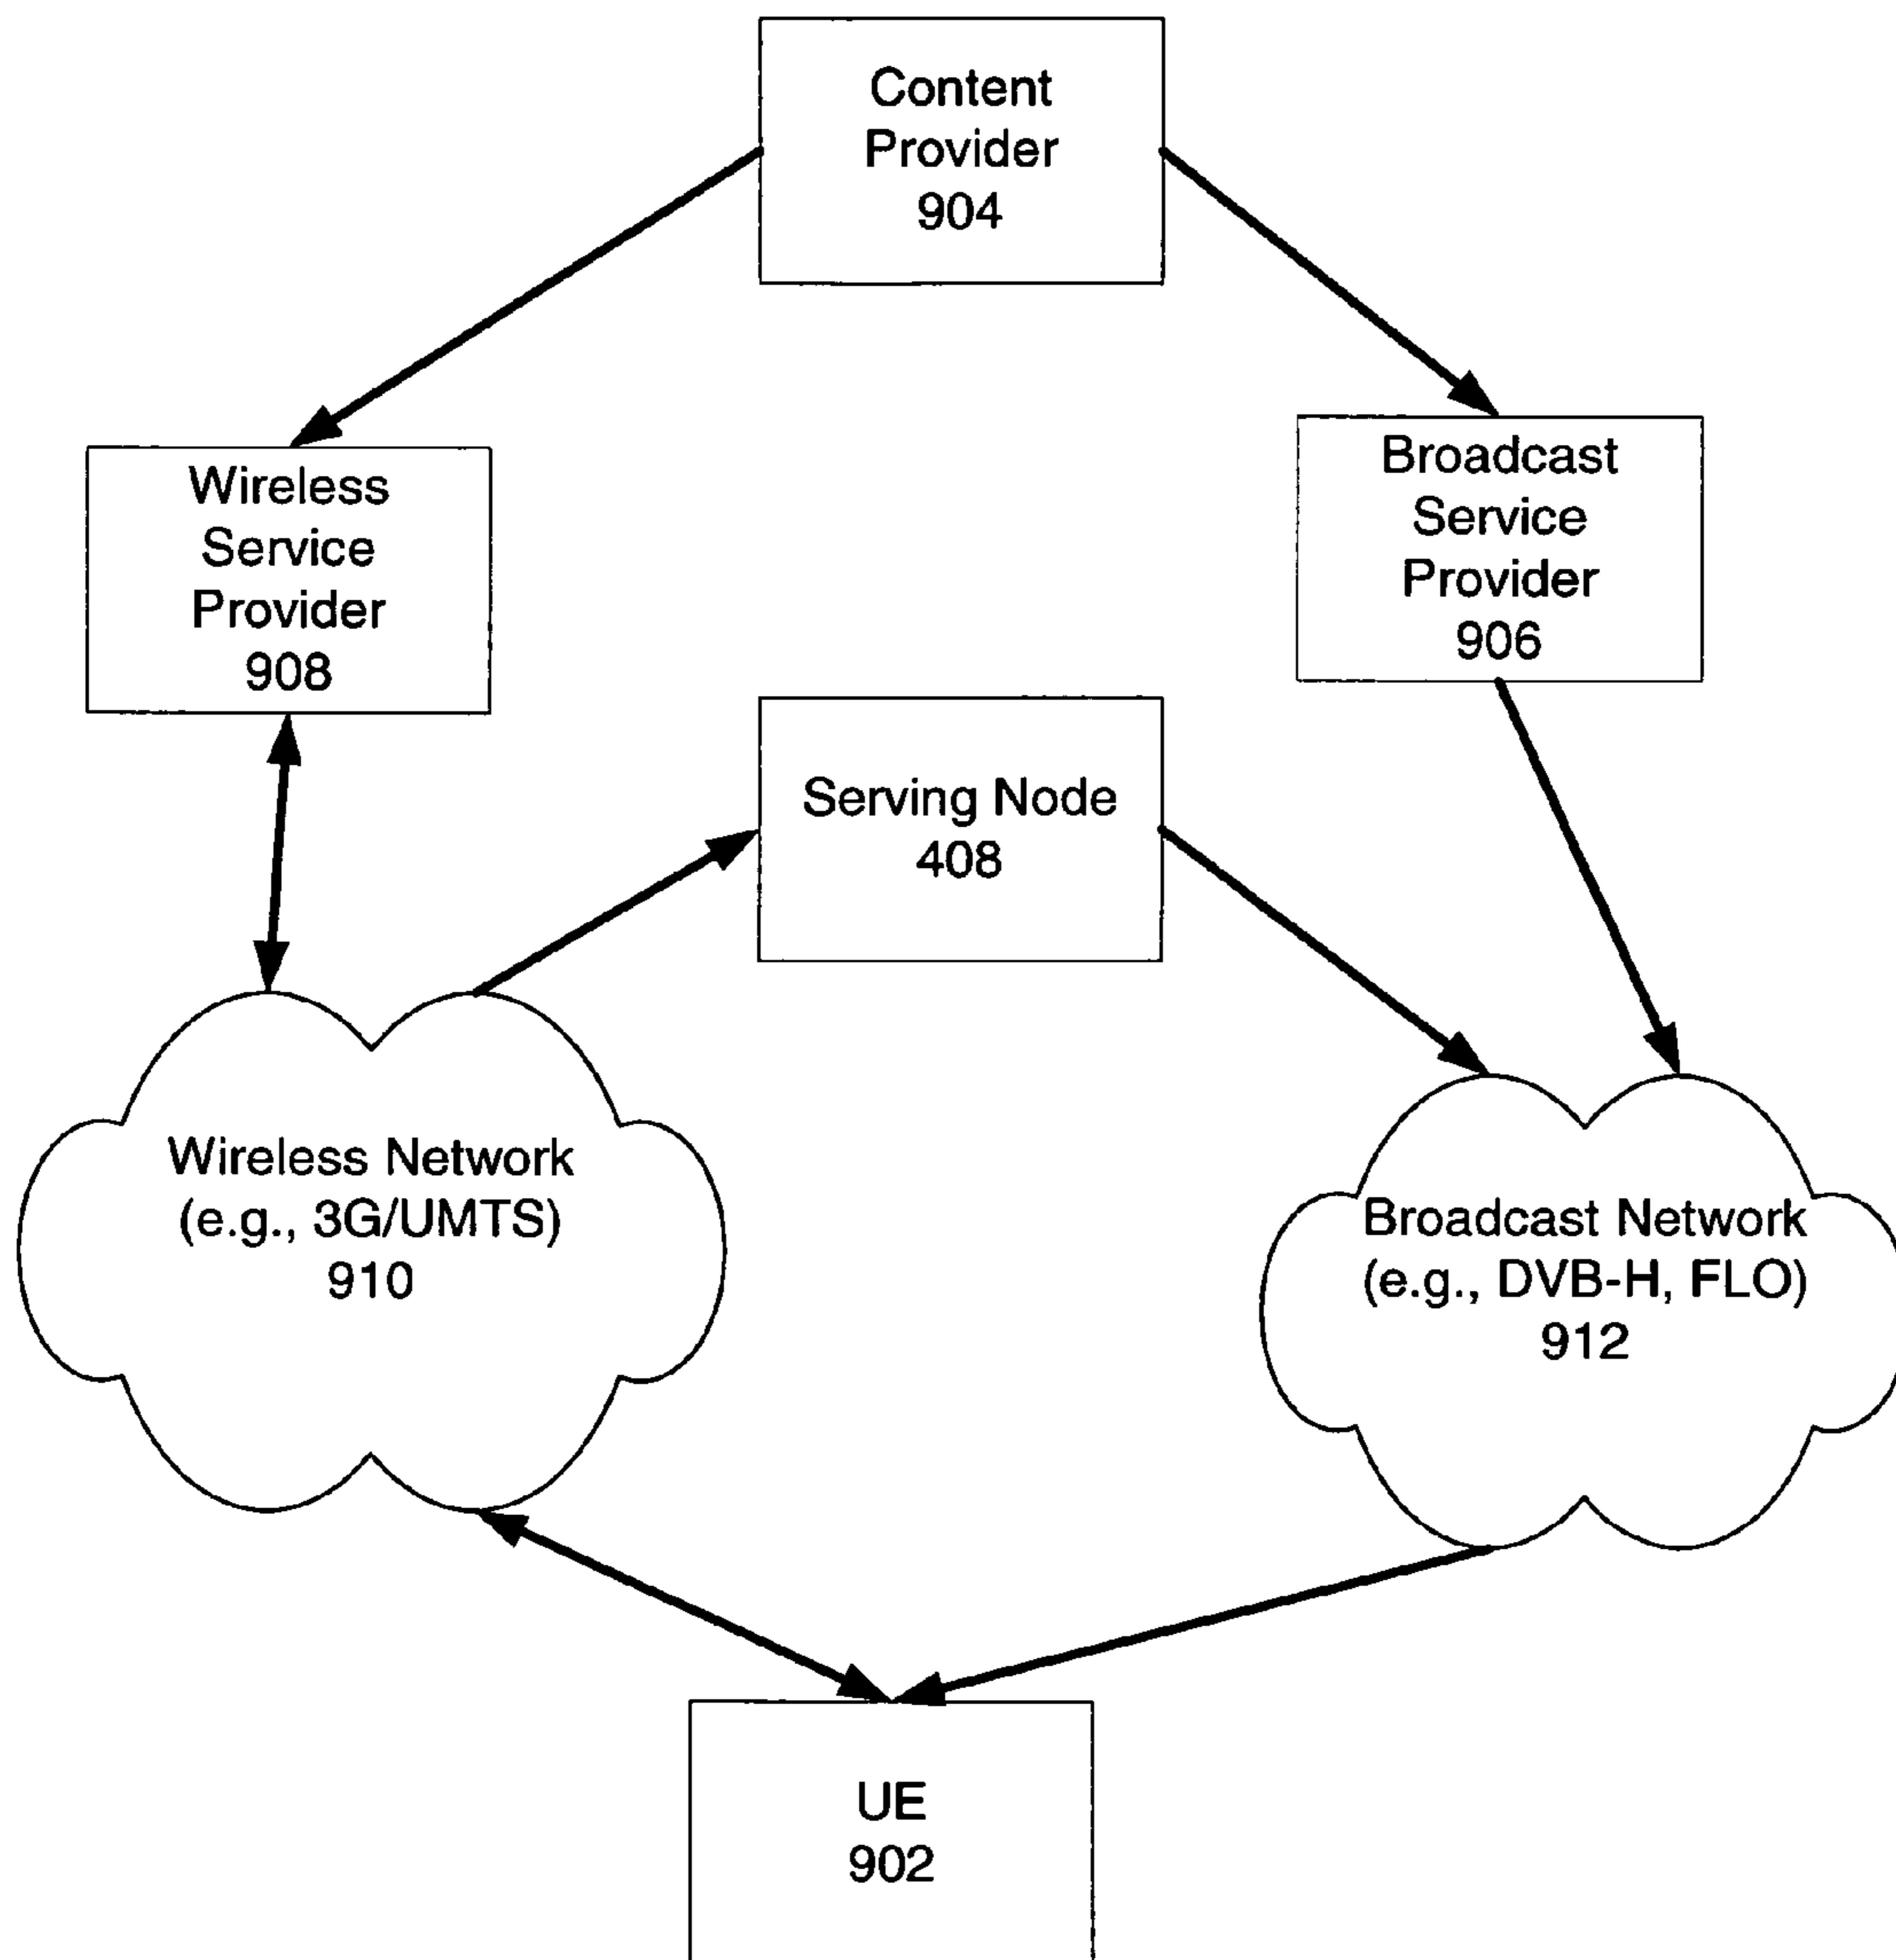 Content
Provider
904
Wireless
Service
Provider
908
Broadcast
Service
Provider
906
Serving Node
408
Wireless Network
(e.g., 3G/UMTS)
910
Broadcast Network
(e.g., DVB-H, FLO)
912
UE
902